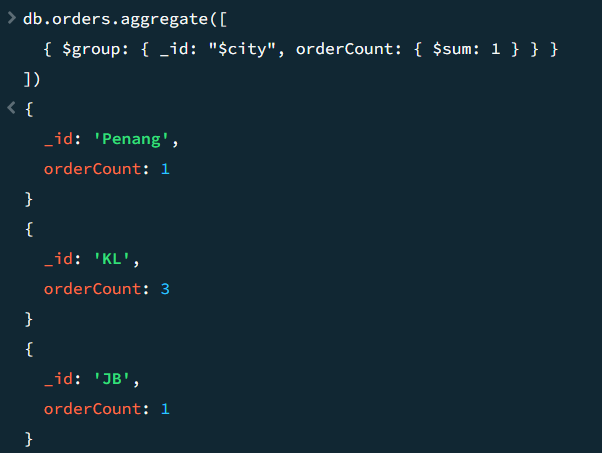 db.orders.aggregate([
{ $group: { _id: "$city", orderCount: { $sum: 1 } } }
])
{
_id: 'Penang',
orderCount: 1
}
{
_id: 'KL',
orderCount: 3
}
{
_id: 'JB',
orderCount: 1
}